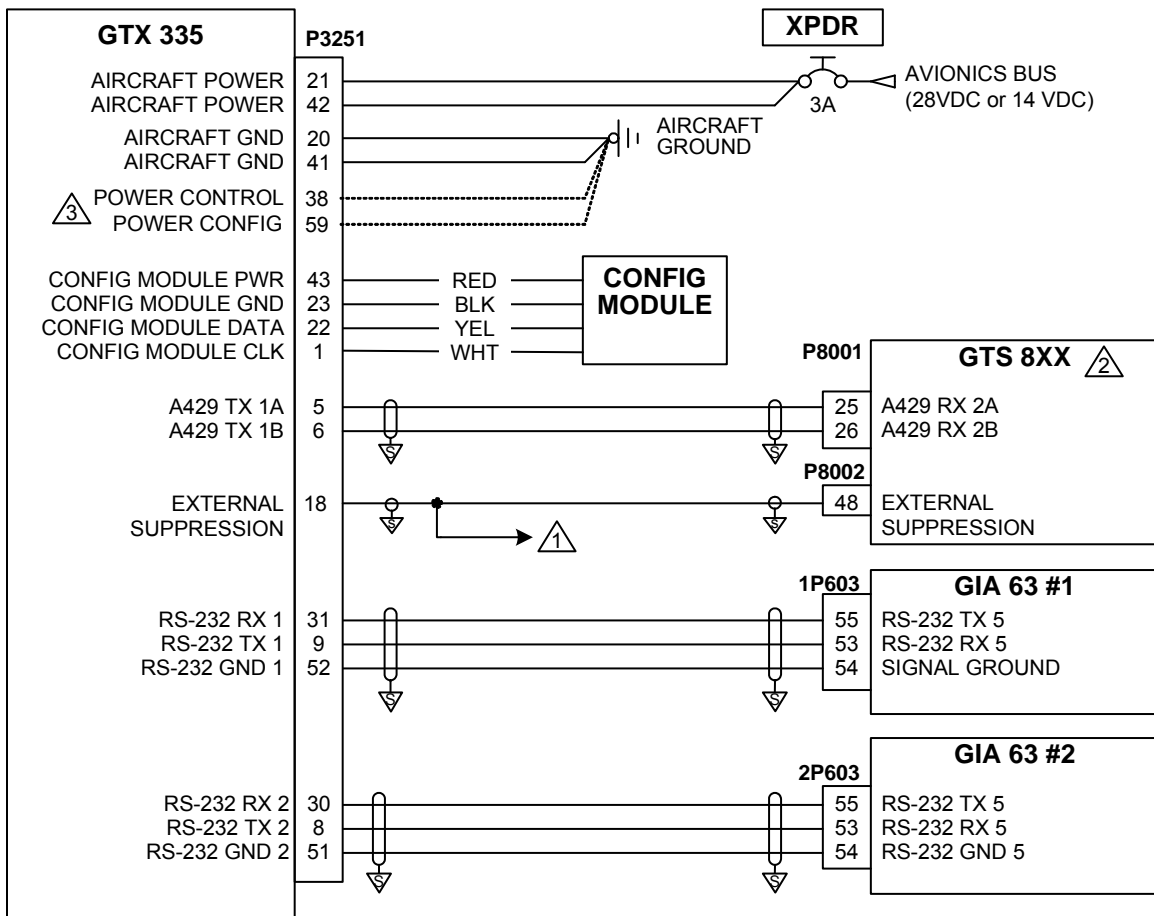 GTX 335
P3251
XPDR
AIRCRAFT POWER 21
AIRCRAFT POWER 42
3A
AVIONICS BUS
(28VDC or 14 VDC)
AIRCRAFT GND 20
AIRCRAFT GND 41
AIRCRAFT
GROUND
3
POWER CONTROL 38
POWER CONFIG 59
CONFIG MODULE PWR 43 RED
CONFIG MODULE GND 23 BLK
CONFIG MODULE DATA 22 YEL
CONFIG MODULE CLK 1 WHT
CONFIG
MODULE
P8001
GTS 8XX 2
A429 TX 1A 5 25 A429 RX 2A
A429 TX 1B 6 26 A429 RX 2B
S S
P8002
EXTERNAL 18 48 EXTERNAL
SUPPRESSION SUPPRESSION
S S
1
1P603
GIA 63 #1
RS-232 RX 1 31 55 RS-232 TX 5
RS-232 TX 1 9 53 RS-232 RX 5
RS-232 GND 1 52 54 SIGNAL GROUND
S S
2P603
GIA 63 #2
RS-232 RX 2 30 55 RS-232 TX 5
RS-232 TX 2 8 53 RS-232 RX 5
RS-232 GND 2 51 54 RS-232 GND 5
S S